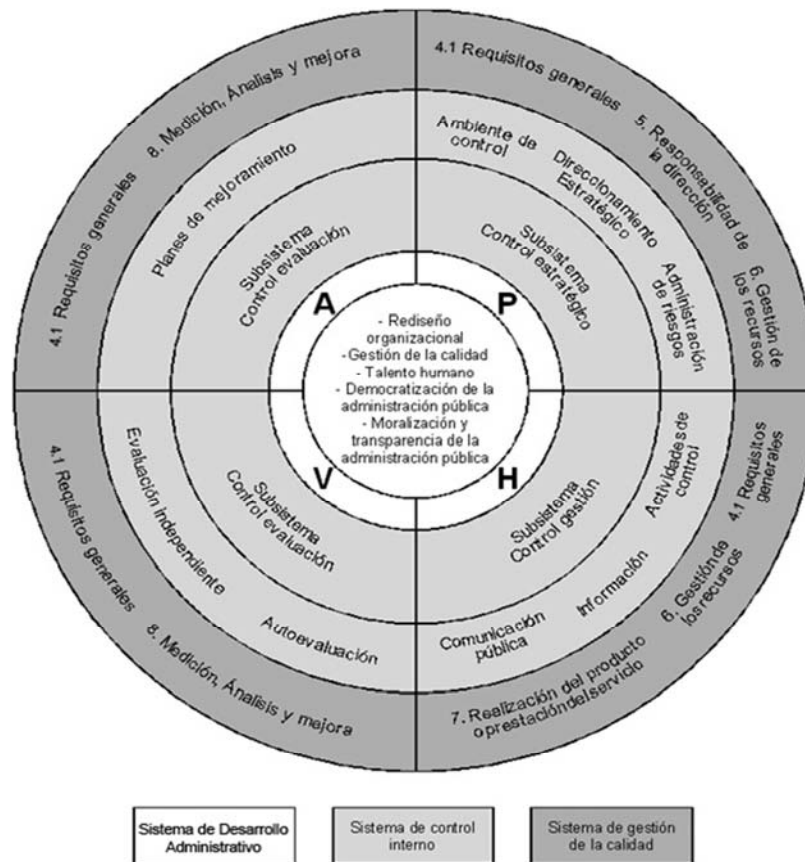 4.1 Requisitos generales
8. Medición, Ánalisis y mejora
4.1 Requisitos generales
5. Responsabilidad de
la dirección
6. Gestión de
los recursos
Planes de mejoramiento
Ambiente de
control
Direccionamiento
Estratégico
Administración
de riesgos
Subsistema
Control evaluación
Subsistema
Control estratégico
A
P
- Rediseño
organizacional
-Gestión de la calidad
- Talento humano
- Democratización de la
administración pública
- Moralización y
transparencia de la
administración pública
V
H
Subsistema
Control evaluación
Subsistema
Control gestión
Evaluación independiente
Autoevaluación
Actividades de
control
Información
Comunicación
pública
4.1 Requisitos generales
8. Medición, Ánalisis y mejora
4.1 Requisitos
generales
6. Gestión de
los recursos
7. Realización del producto
o prestación del servicio
Sistema de Desarrollo
Administrativo
Sistema de control
interno
Sistema de gestión
de la calidad